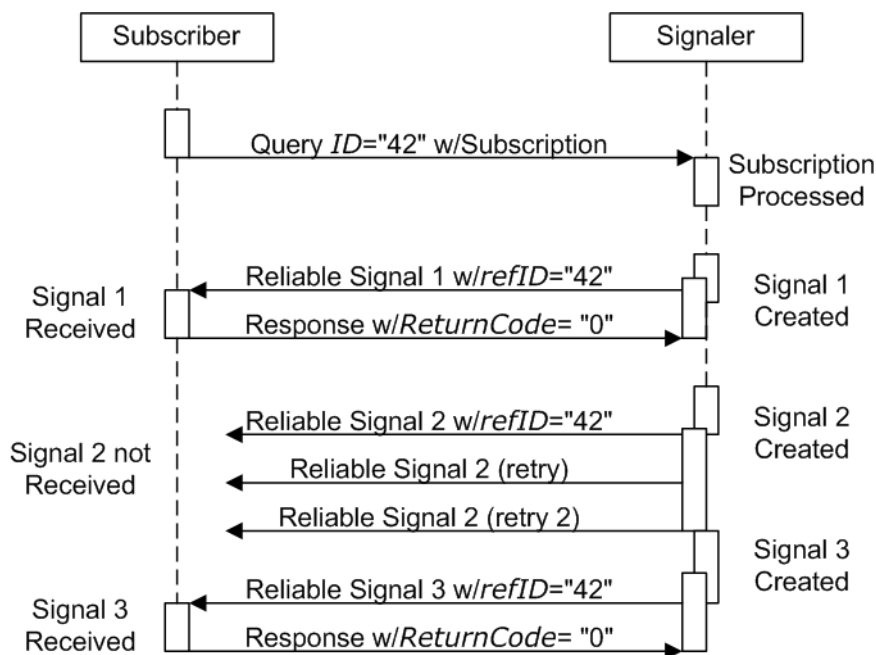 Subscriber
Signaler
Query ID="42" w/Subscription
Subscription
Processed
Reliable Signal 1 w/refID="42"
Signal 1
Received
Signal 1
Created
Response w/ReturnCode= "0"
Reliable Signal 2 w/refID="42"
Signal 2
Created
Signal 2 not
Received
Reliable Signal 2 (retry)
Reliable Signal 2 (retry 2)
Signal 3
Created
Reliable Signal 3 w/refID="42"
Signal 3
Received
Response w/ReturnCode= "0"